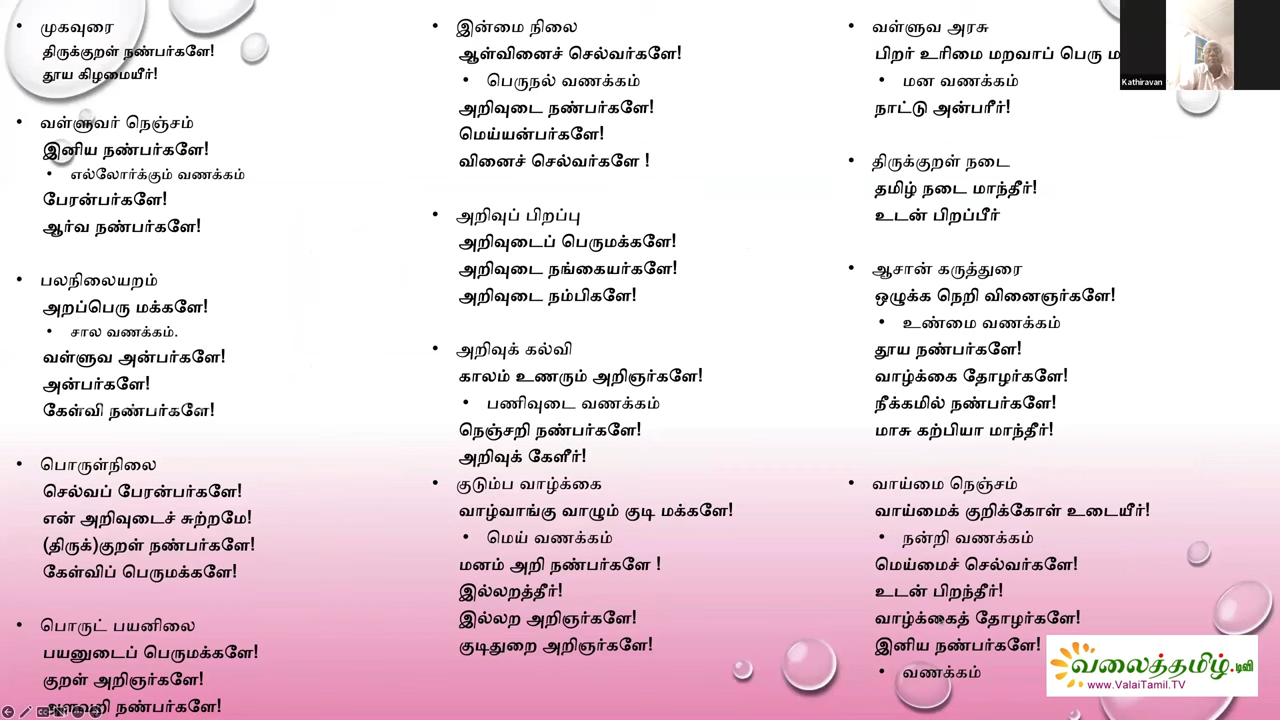 முகவுரை
திருக்குறள் நண்பர்களே!
தூய கிழமையீர்!
வள்ளுவர் நெஞ்சம்
இனிய நண்பர்களே!
எல்லோர்க்கும் வணக்கம்
பேரன்பர்களே!
ஆர்வ நண்பர்களே!
பலநிலையறம்
அறப்பெரு மக்களே!
சால வணக்கம்.
வள்ளுவ அன்பர்களே!
அன்பர்களே!
கேள்வி நண்பர்களே!
பொருள்நிலை
செல்வப் பேரன்பர்களே!
என் அறிவுடைச் சுற்றமே!
(திருக்)குறள் நண்பர்களே!
கேள்விப் பெருமக்களே!
பொருட் பயனிலை
பயனுடைப் பெருமக்களே!
குறள் அறிஞர்களே!
நண்பர்களே!
இன்மை நிலை
ஆள்வினைச் செல்வர்களே!
பெருநல் வணக்கம்
அறிவுடை நண்பர்களே!
மெய்யன்பர்களே!
வினைச் செல்வர்களே !
அறிவுப் பிறப்பு
அறிவுடைப் பெருமக்களே!
அறிவுடை நங்கையர்களே!
அறிவுடை நம்பிகளே!
அறிவுக் கல்வி
காலம் உணரும் அறிஞர்களே!
பணிவுடை வணக்கம்
நெஞ்சறி நண்பர்களே!
அறிவுக் கேளீர்!
குடும்ப வாழ்க்கை
வாழ்வாங்கு வாழும் குடி மக்களே!
மெய் வணக்கம்
மனம் அறி நண்பர்களே !
இல்லறத்தீர்!
இல்லற அறிஞர்களே!
குடிதுறை அறிஞர்களே!
வள்ளுவ அரசு
பிறர் உரிமை மறவாப் பெரு ம
மன வணக்கம்
நாட்டு அன்பரீர்!
திருக்குறள் நடை
தமிழ் நடை மாந்தீர்!
உடன் பிறப்பீர்
ஆசான் கருத்துரை
ஒழுக்க நெறி வினைஞர்களே!
உண்மை வணக்கம்
தூய நண்பர்களே!
வாழ்க்கை தோழர்களே!
நீக்கமில் நண்பர்களே!
மாசு கற்பியா மாந்தீர்!
வாய்மை நெஞ்சம்
வாய்மைக் குறிக்கோள் உடையீர்!
நன்றி வணக்கம்
மெய்மைச் செல்வர்களே!
உடன் பிறந்தீர்!
வாழ்க்கைத் தோழர்களே!
இனிய நண்பர்களே!
வணக்கம்
Kathiravan
வலைத்தமிழ்.டிவி
www.ValaiTamil.TV